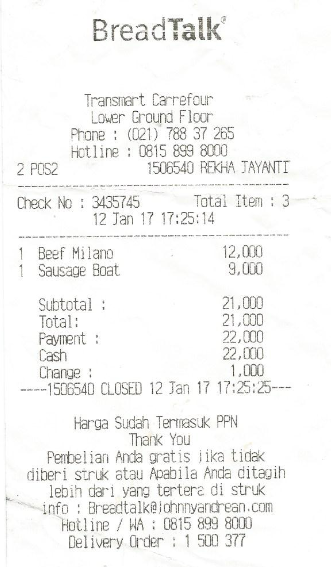 BreadTalk
Transmart Carrefour
Lower Ground Floor
Phone : (021) 788 37 265
Hotline : 0815 899 8000
2 POS2 1506540 REKHA JAYANTI
Check No : 3435745 Total Item : 3
12 Jan 17 17:25:14
1 Beef Milano 12,000
1 Sausage Boat 9,000
Subtotal : 21,000
Total: 21,000
Payment : 22,000
Cash 22,000
Change : 1,000
----1506540 CLOSED 12 Jan 17 17:25:25---
Harga Sudah Termasuk PPN
Thank You
Pembelian Anda gratis jika tidak
diberi struk atau Apabila Anda ditagih
lebih dari yang tertera di struk
info : Breadtalk@johnnyandrean.com
Hotline / WA : 0815 899 8000
Delivery Order : 1 500 377